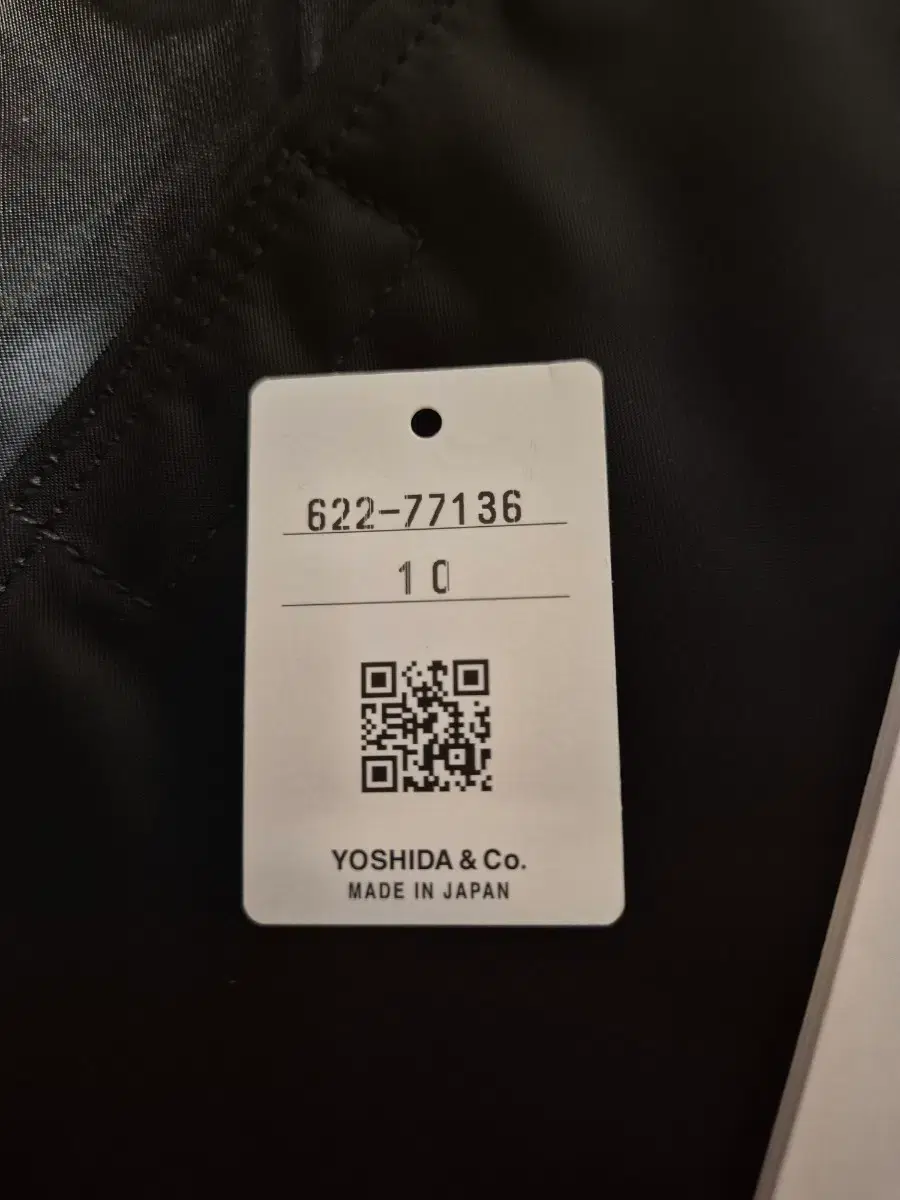 622-77136
10
YOSHIDA & Co.
MADE IN JAPAN